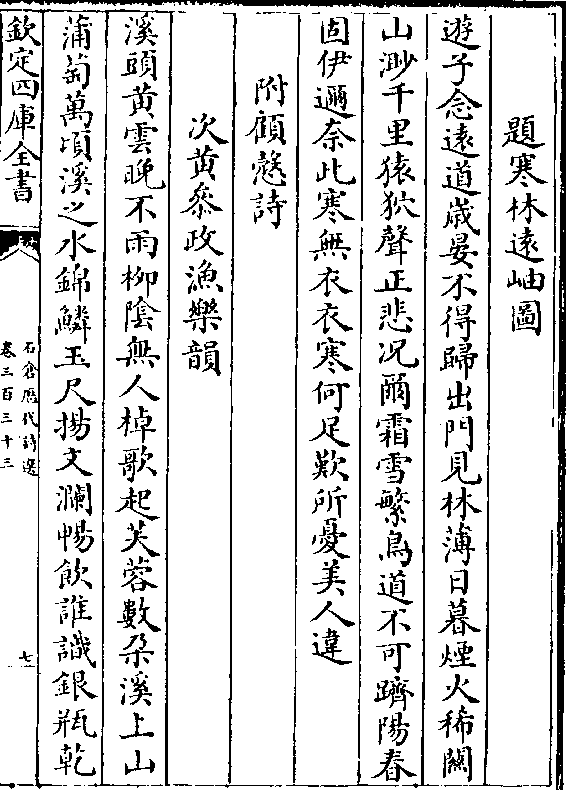 題寒林遠岫圖
遊子念遠道歲晏不得歸出門見林薄日暮煙火稀關
山渺千里猿狖聲正悲况爾霜雪繁鳥道不可躋陽春
固伊邇奈此寒無衣衣寒何足歎所憂美人違
附顧愨詩
次黄叅政漁樂韻
溪頭黄雲晚不雨柳陰無人棹歌起芙蓉數朶溪上山
蒲萄萬頃溪之水錦鱗玉尺揚文瀾暢飲誰識銀瓶乾
欽定四庫全書
石倉歴代詩選
卷三百三十三
七